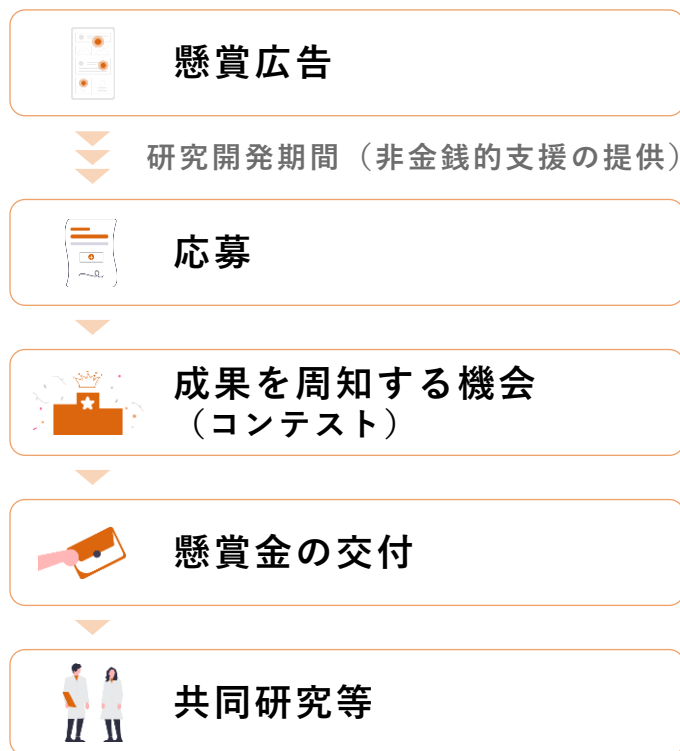 懸賞広告
研究開発期間（非金銭的支援の提供）
応募
成果を周知する機会
（コンテスト）
懸賞金の交付
共同研究等